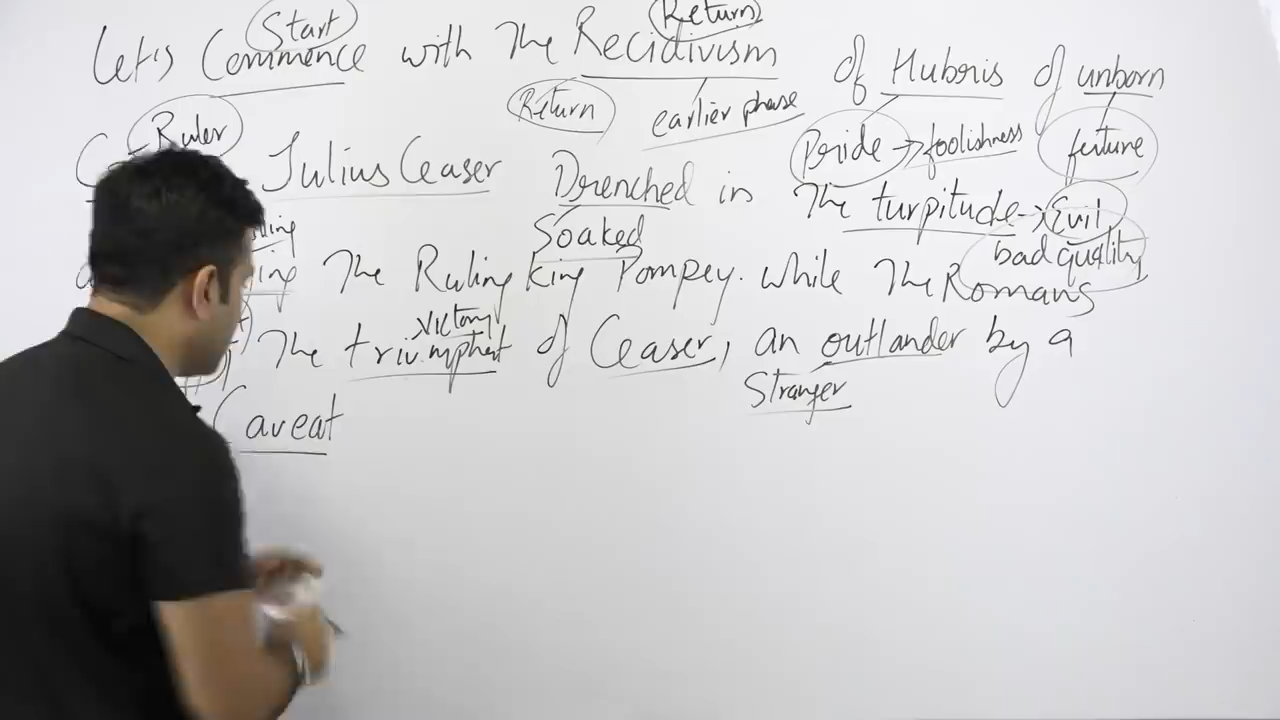 Start Return
Let's Commence with The Recidivism of Hubris of unborn
Ruler Return earlier phase Pride → foolishness future
Julius Ceaser Drenched in The turpitude → Evil
Soaked bad quality
The Ruling king Pompey. while The Romans
Victory
The triumphent of Ceaser, an outlander by a
Stranger
Caveat